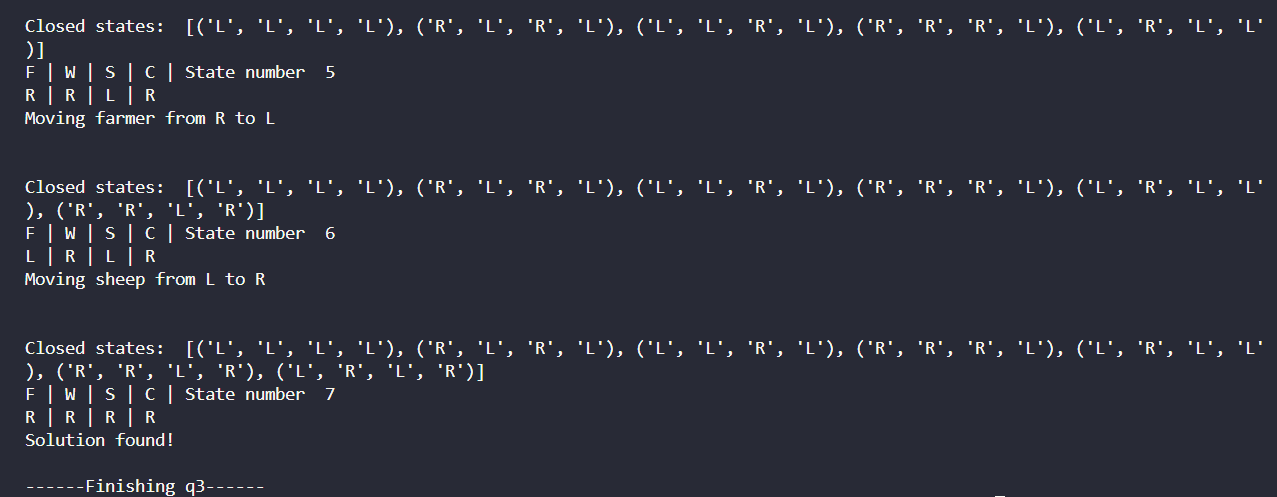 Closed states:  [('L', 'L', 'L', 'L'), ('R', 'L', 'R', 'L'), ('L', 'L', 'R', 'L'), ('R', 'R', 'R', 'L'), ('L', 'R', 'L', 'L'
)]
F | W | S | C | State number  5
R | R | L | R
Moving farmer from R to L
Closed states:  [('L', 'L', 'L', 'L'), ('R', 'L', 'R', 'L'), ('L', 'L', 'R', 'L'), ('R', 'R', 'R', 'L'), ('L', 'R', 'L', 'L'
), ('R', 'R', 'L', 'R')]
F | W | S | C | State number  6
L | R | L | R
Moving sheep from L to R
Closed states:  [('L', 'L', 'L', 'L'), ('R', 'L', 'R', 'L'), ('L', 'L', 'R', 'L'), ('R', 'R', 'R', 'L'), ('L', 'R', 'L', 'L'
), ('R', 'R', 'L', 'R'), ('L', 'R', 'L', 'R')]
F | W | S | C | State number  7
R | R | R | R
Solution found!
------Finishing q3------